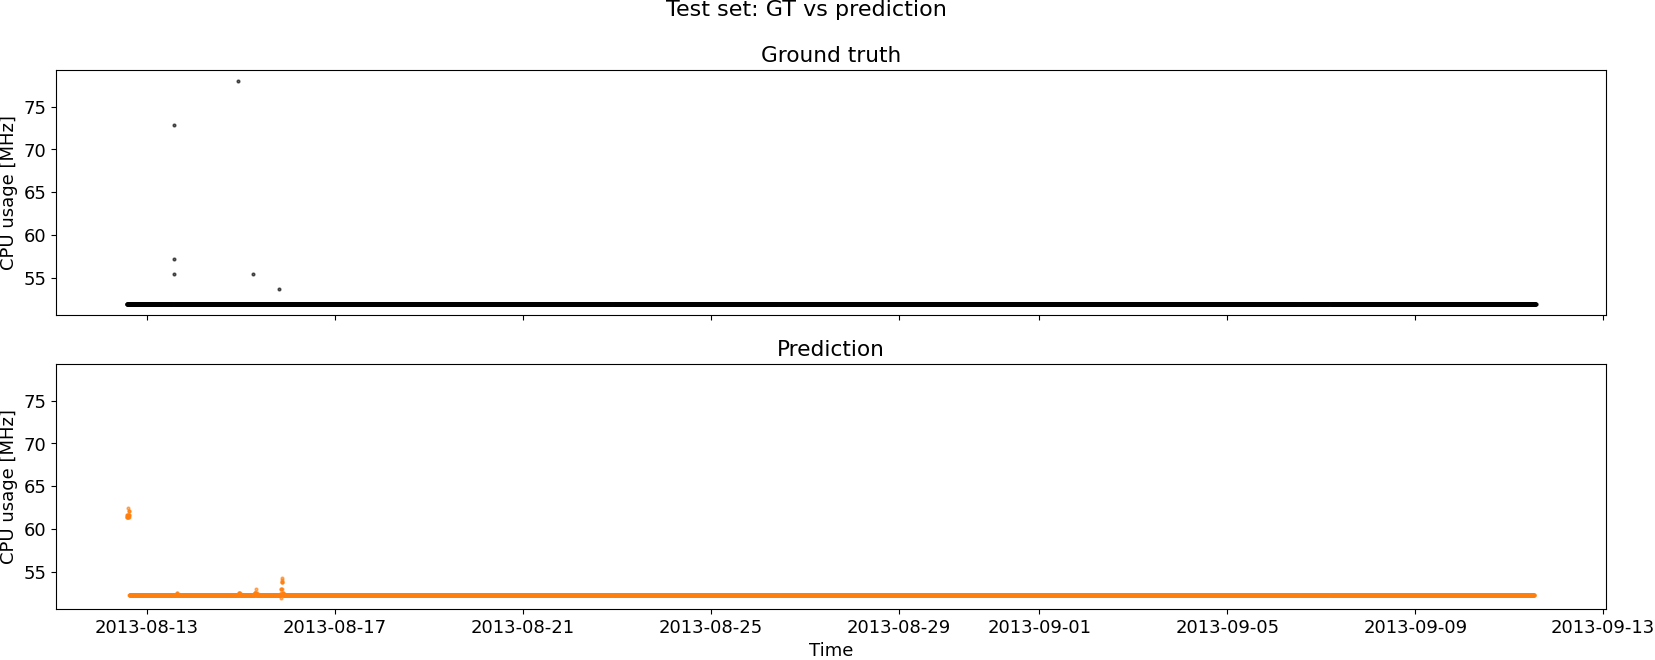 Test set: GT vs prediction
Ground truth
CPU usage [MHz]
75
70
65
60
55
Prediction
CPU usage [MHz]
75
70
65
60
55
2013-08-13 2013-08-17 2013-08-21 2013-08-25 2013-08-29 2013-09-01 2013-09-05 2013-09-09 2013-09-13
Time